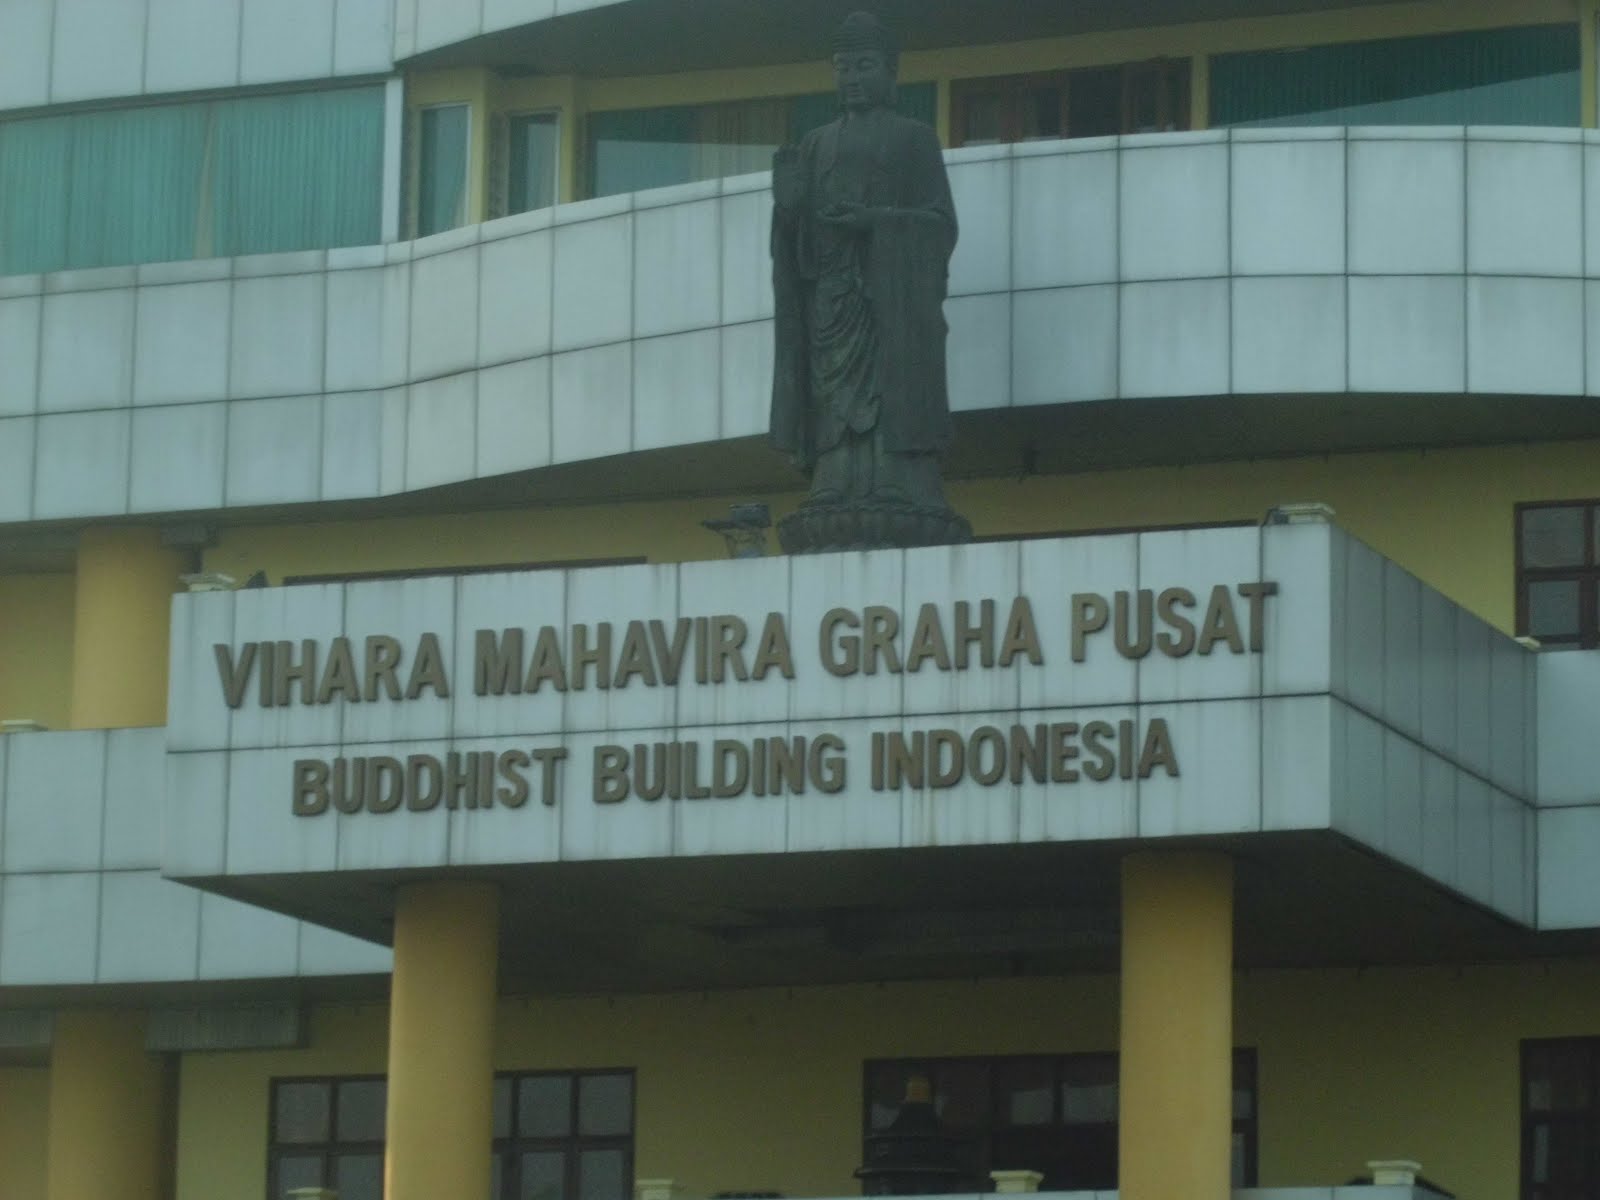 VIHARA MAHAVIRA GRAHA PUSAT
BUDDHIST BUILDING INDONESIA